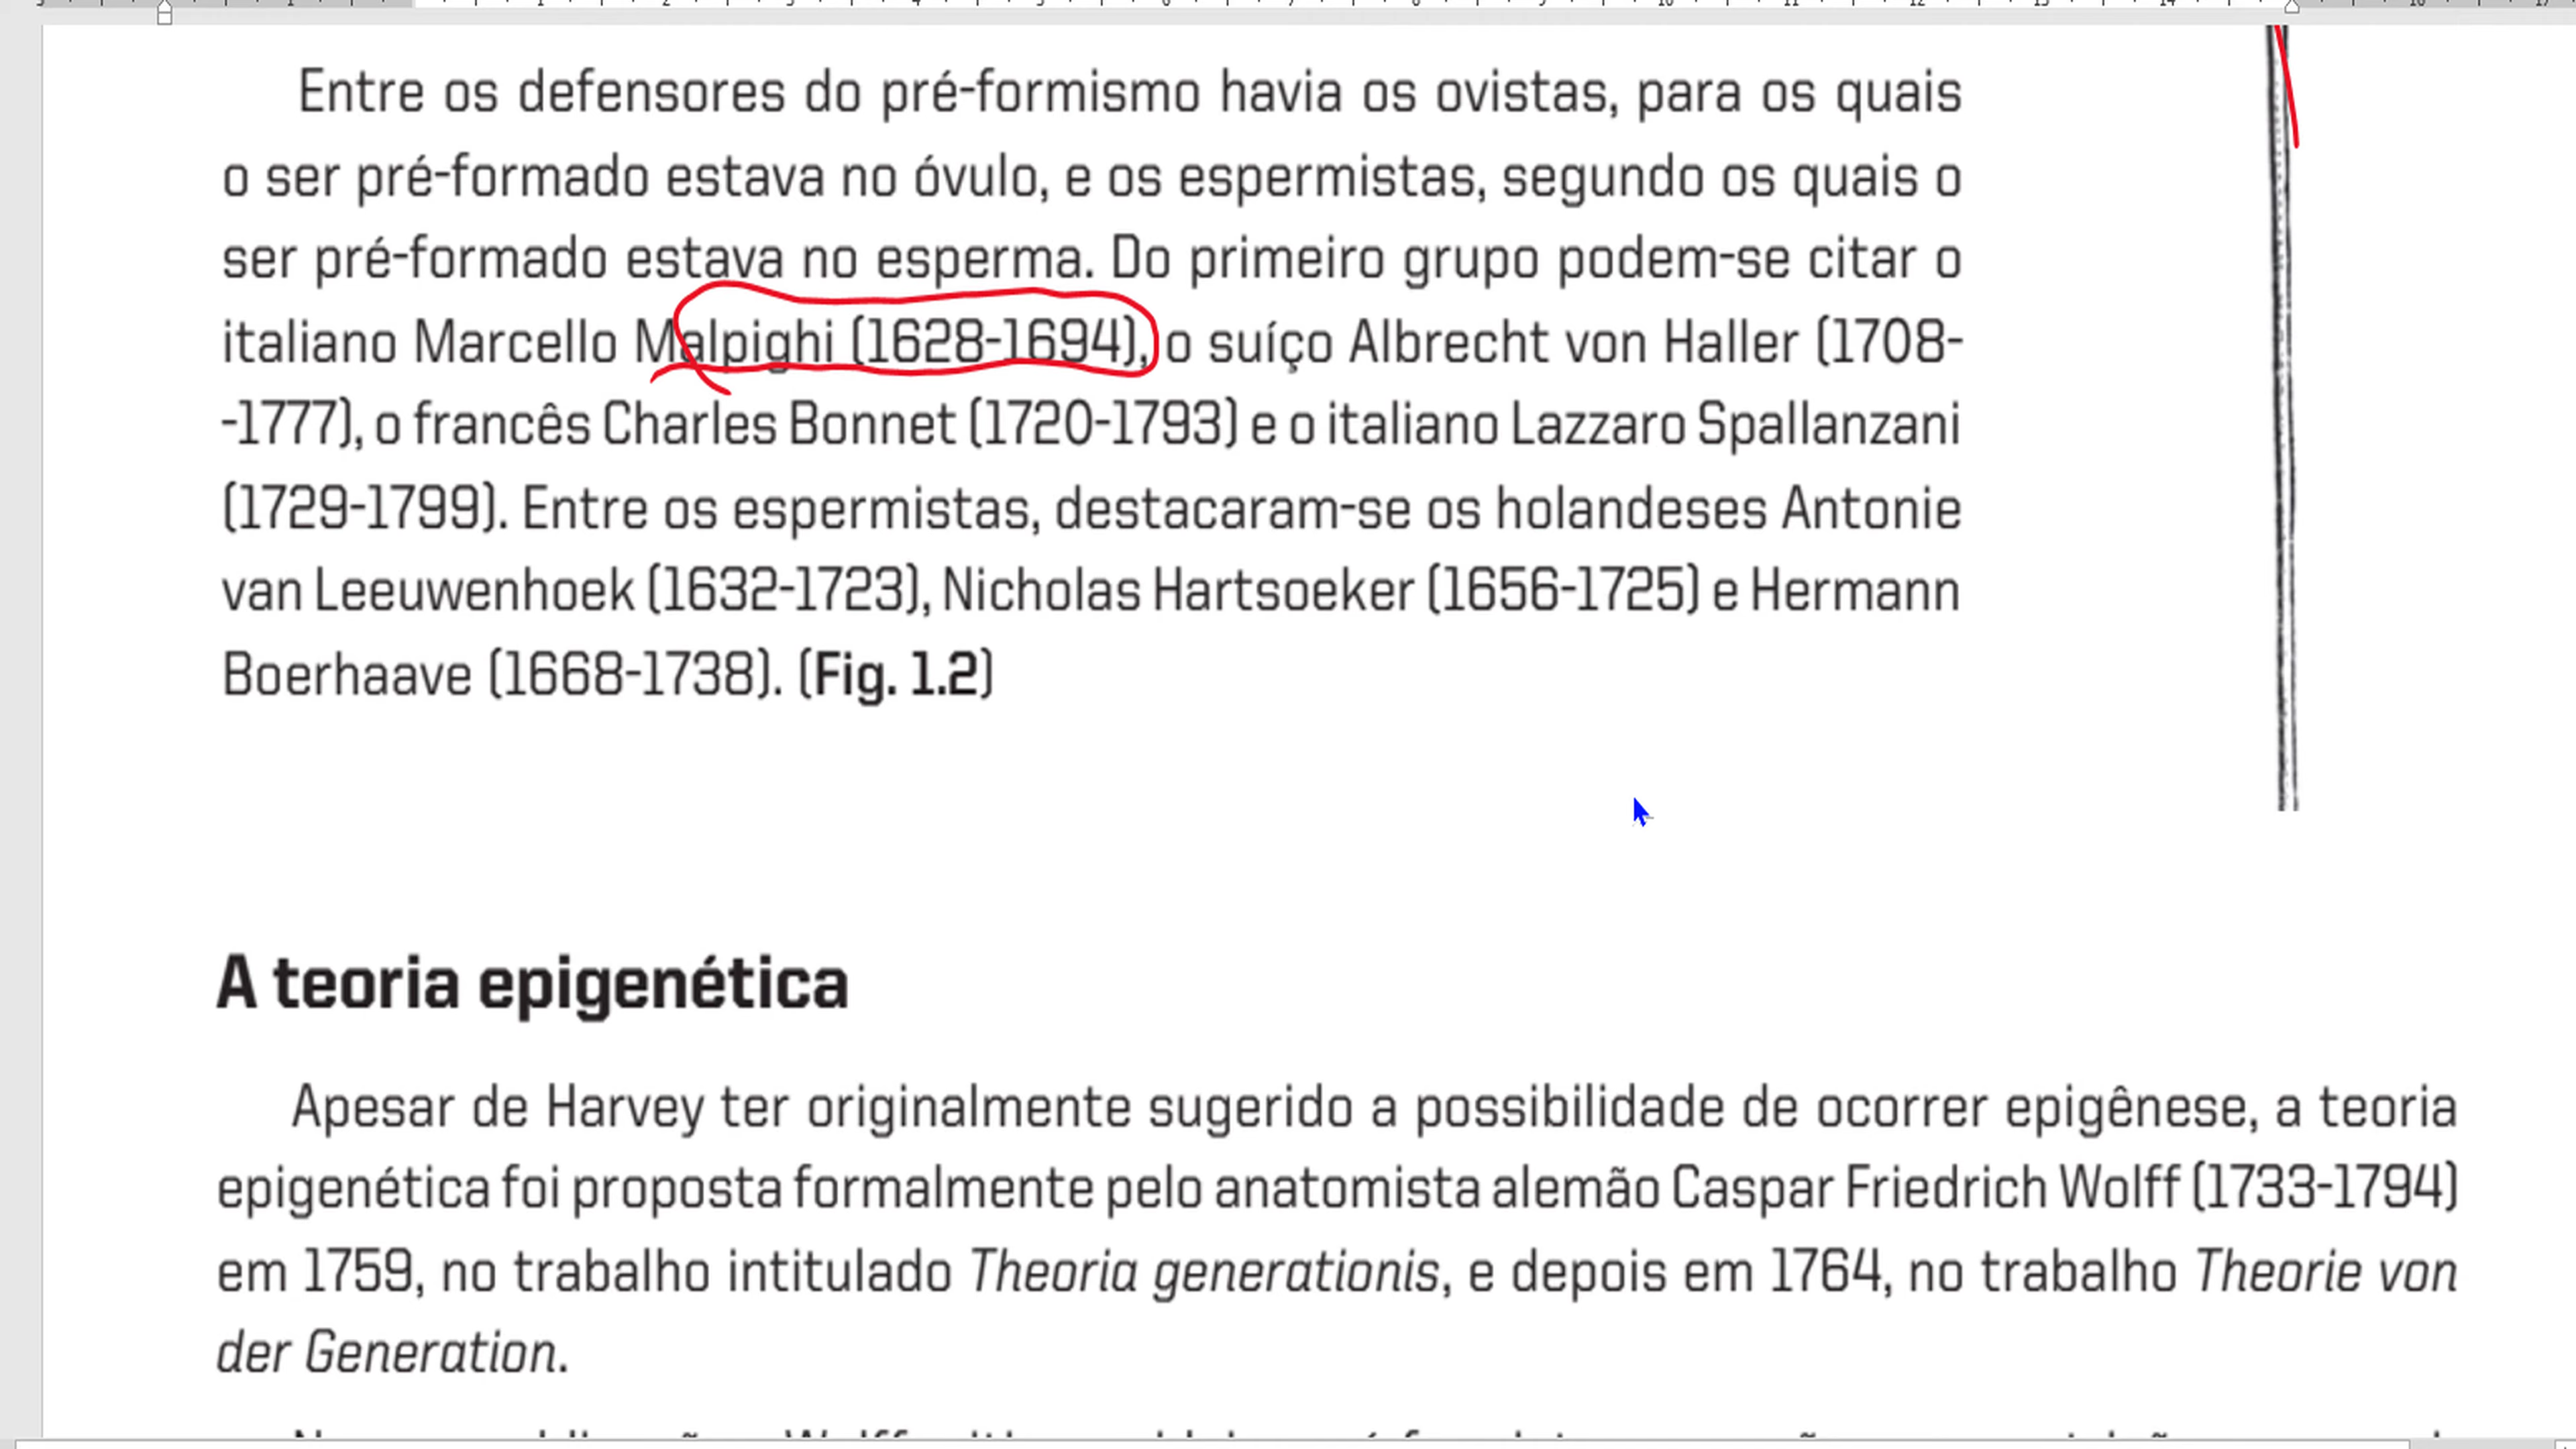 Entre os defensores do pré-formismo havia os ovistas, para os quais
o ser pré-formado estava no óvulo, e os espermistas, segundo os quais o
ser pré-formado estava no esperma. Do primeiro grupo podem-se citar o
italiano Marcello Malpighi (1628-1694), o suíço Albrecht von Haller (1708-
-1777), o francês Charles Bonnet (1720-1793) e o italiano Lazzaro Spallanzani
(1729-1799). Entre os espermistas, destacaram-se os holandeses Antonie
van Leeuwenhoek (1632-1723), Nicholas Hartsoeker (1656-1725) e Hermann
Boerhaave (1668-1738). (Fig. 1.2)
A teoria epigenética
Apesar de Harvey ter originalmente sugerido a possibilidade de ocorrer epigênese, a teoria
epigenética foi proposta formalmente pelo anatomista alemão Caspar Friedrich Wolff (1733-1794)
em 1759, no trabalho intitulado Theoria generationis, e depois em 1764, no trabalho Theorie von
der Generation.